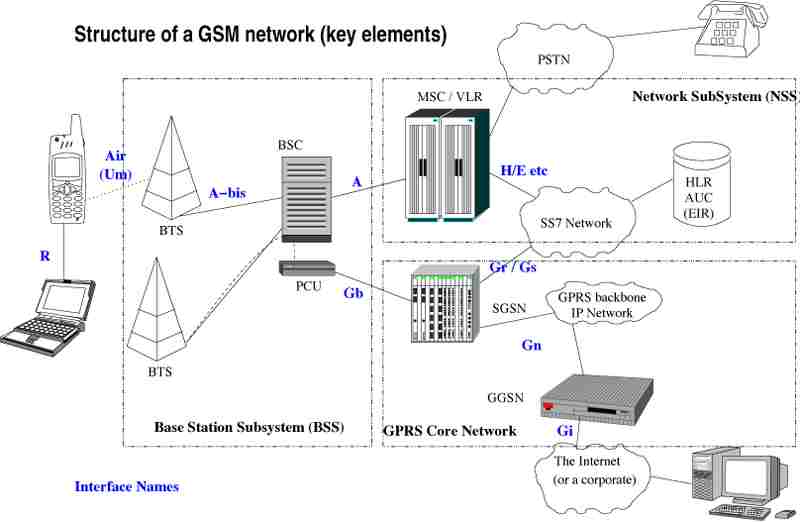 Structure of a GSM network (key elements)
PSTN
MSC / VLR
Network SubSystem (NSS)
BSC
Air
(Um)
A-bis
A
H/E etc
HLR
AUC
(EIR)
BTS
SS7 Network
R
Gr / Gs
PCU
Gb
SGSN
GPRS backbone
IP Network
Gn
BTS
GGSN
Base Station Subsystem (BSS)
GPRS Core Network
Gi
The Internet
(or a corporate)
Interface Names